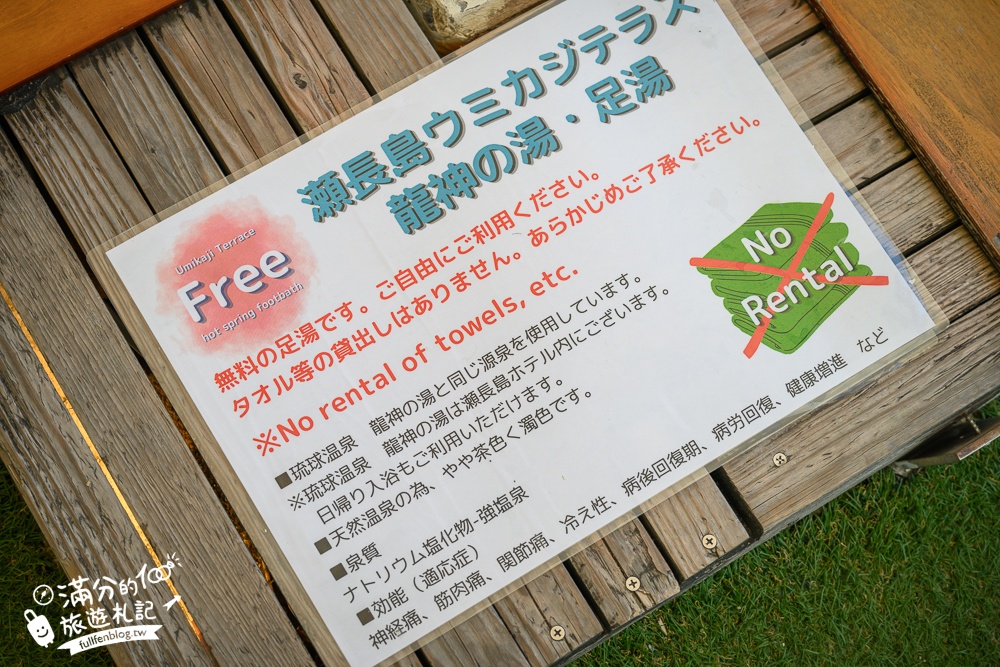 瀬長島ウミカジテラス
龍神の湯・足湯
Umikaji Terrace
Free
hot spring footbath
無料の足湯です。ご自由にご利用ください。
タオル等の貸出しはありません。あらかじめご了承ください。
※No rental of towels, etc.
No
Rental
■琉球温泉　龍神の湯と同じ源泉を使用しています。
※琉球温泉　龍神の湯は瀬長島ホテル内にございます。
日帰り入浴もご利用いただけます。
■天然温泉の為、やや茶色く濁色です。
■泉質
ナトリウム塩化物-強塩泉
■効能（適応症）
神経痛、筋肉痛、関節痛、冷え性、病後回復期、病労回復、健康増進　など
滿分的
旅遊札記
fullfenblog.tw